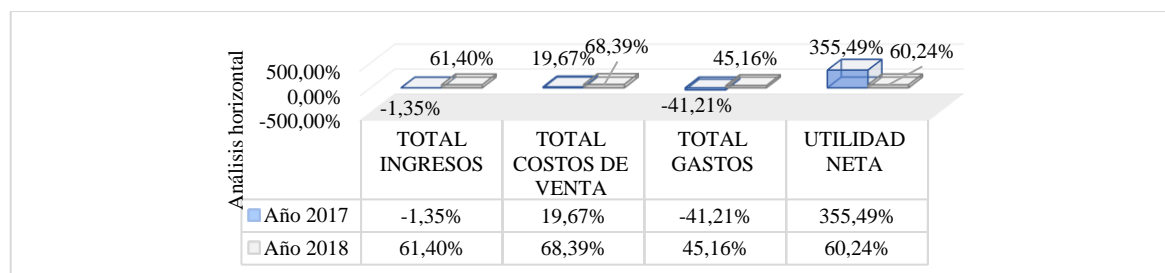 Análisis horizontal
500,00%
0,00%
-500,00%
61,40%
19,67%
68,39%
45,16%
355,49%
60,24%
-1,35%
-41,21%
TOTAL INGRESOS
TOTAL COSTOS DE VENTA
TOTAL GASTOS
UTILIDAD NETA
Año 2017 -1,35% 19,67% -41,21% 355,49%
Año 2018 61,40% 68,39% 45,16% 60,24%